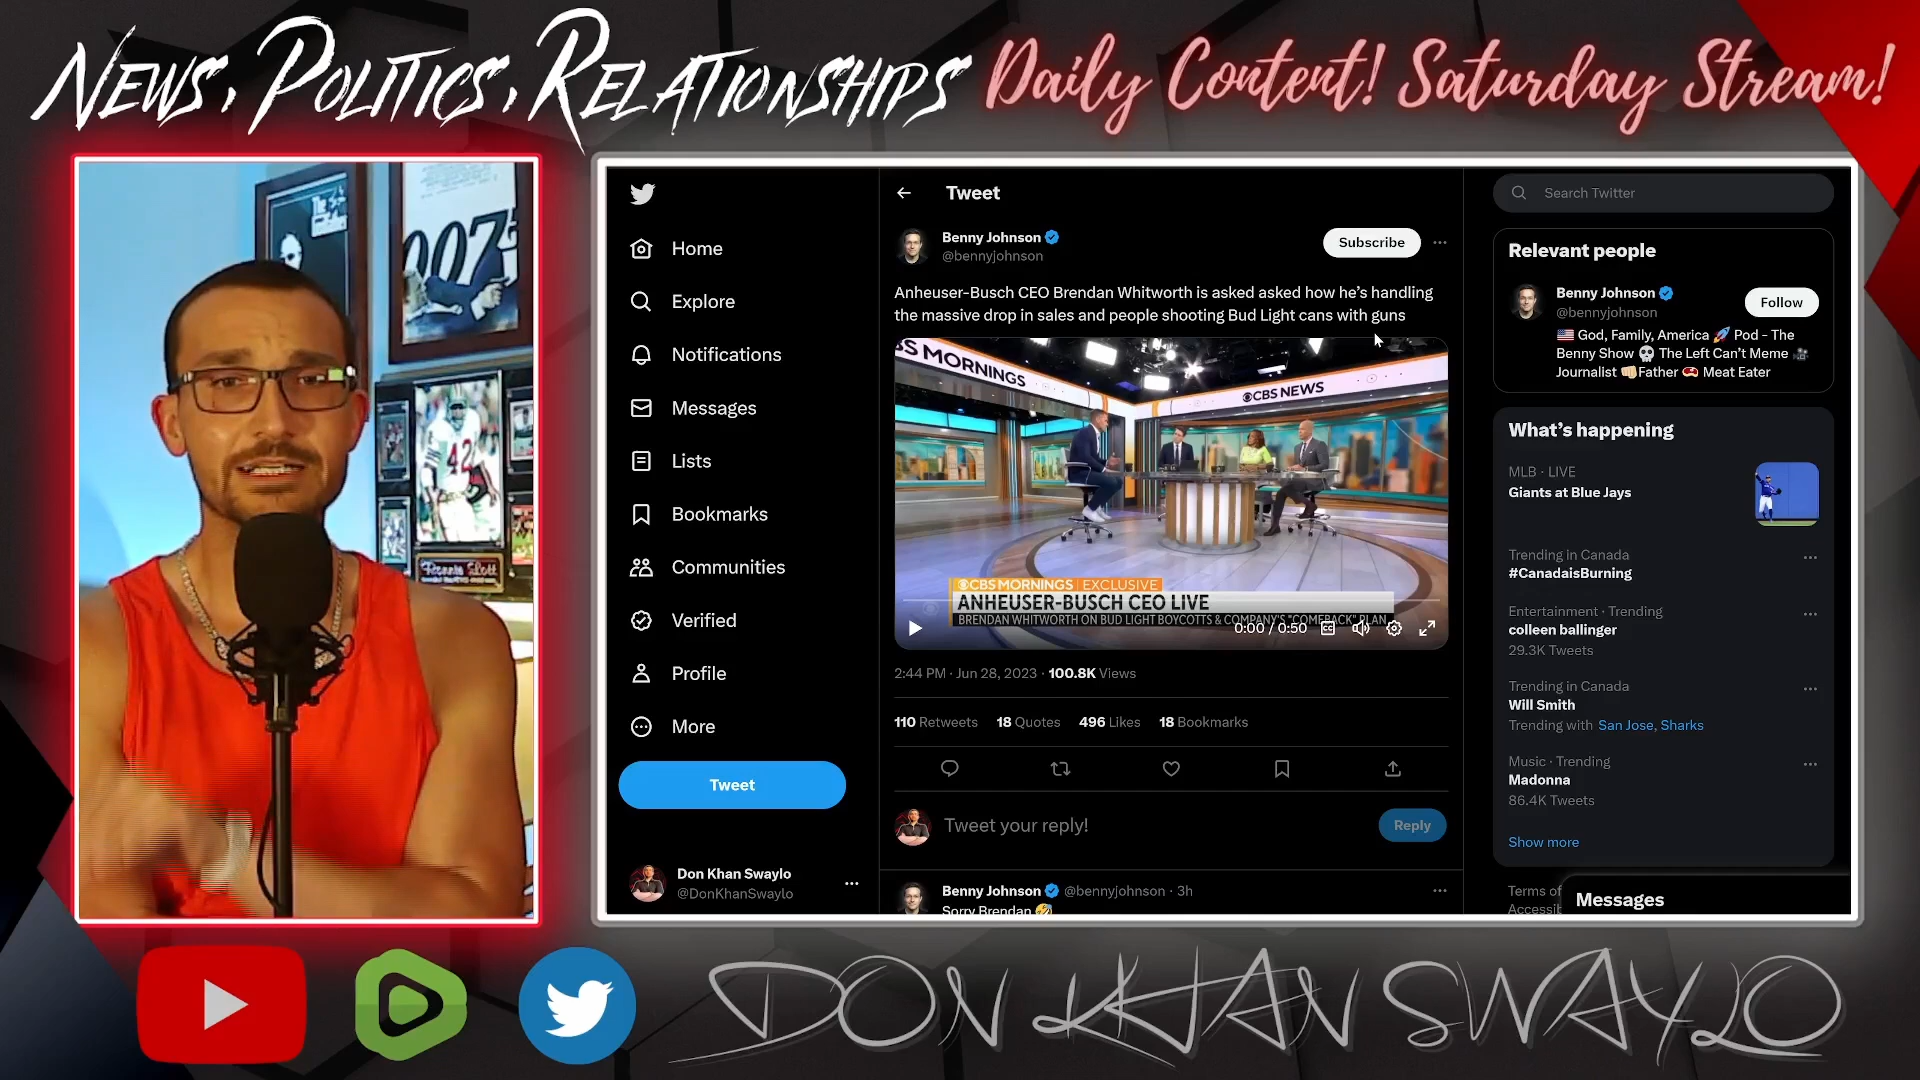 NEWS, POLITICS, RELATIONSHIPS
Daily Content! Saturday Stream!
007
42
Ronnie Lott
Home
Explore
Notifications
Messages
Lists
Bookmarks
Communities
Verified
Profile
More
Tweet
Don Khan Swaylo
@DonKhanSwaylo
Tweet
Benny Johnson
@bennyjohnson
Subscribe
Anheuser-Busch CEO Brendan Whitworth is asked asked how he's handling
the massive drop in sales and people shooting Bud Light cans with guns
BS MORNINGS
CBS NEWS
CBS MORNINGS | EXCLUSIVE
ANHEUSER-BUSCH CEO LIVE
BRENDAN WHITWORTH ON BUD LIGHT BOYCOTTS & COMPANY'S "COMEBACK" PLAN
0:00 / 0:50
2:44 PM · Jun 28, 2023 · 100.8K Views
110 Retweets 18 Quotes 496 Likes 18 Bookmarks
Tweet your reply!
Reply
Benny Johnson @bennyjohnson · 3h
Sorry Brendan 🤣
Search Twitter
Relevant people
Benny Johnson
@bennyjohnson
Follow
🇺🇸 God, Family, America 🚀 Pod - The
Benny Show 💀 The Left Can't Meme 🎥
Journalist 👊🏻Father 🥩 Meat Eater
What's happening
MLB · LIVE
Giants at Blue Jays
Trending in Canada
#CanadaisBurning
Entertainment · Trending
colleen ballinger
29.3K Tweets
Trending in Canada
Will Smith
Trending with San Jose, Sharks
Music · Trending
Madonna
86.4K Tweets
Show more
Terms of
Messages
DON KHAN SWAYLO